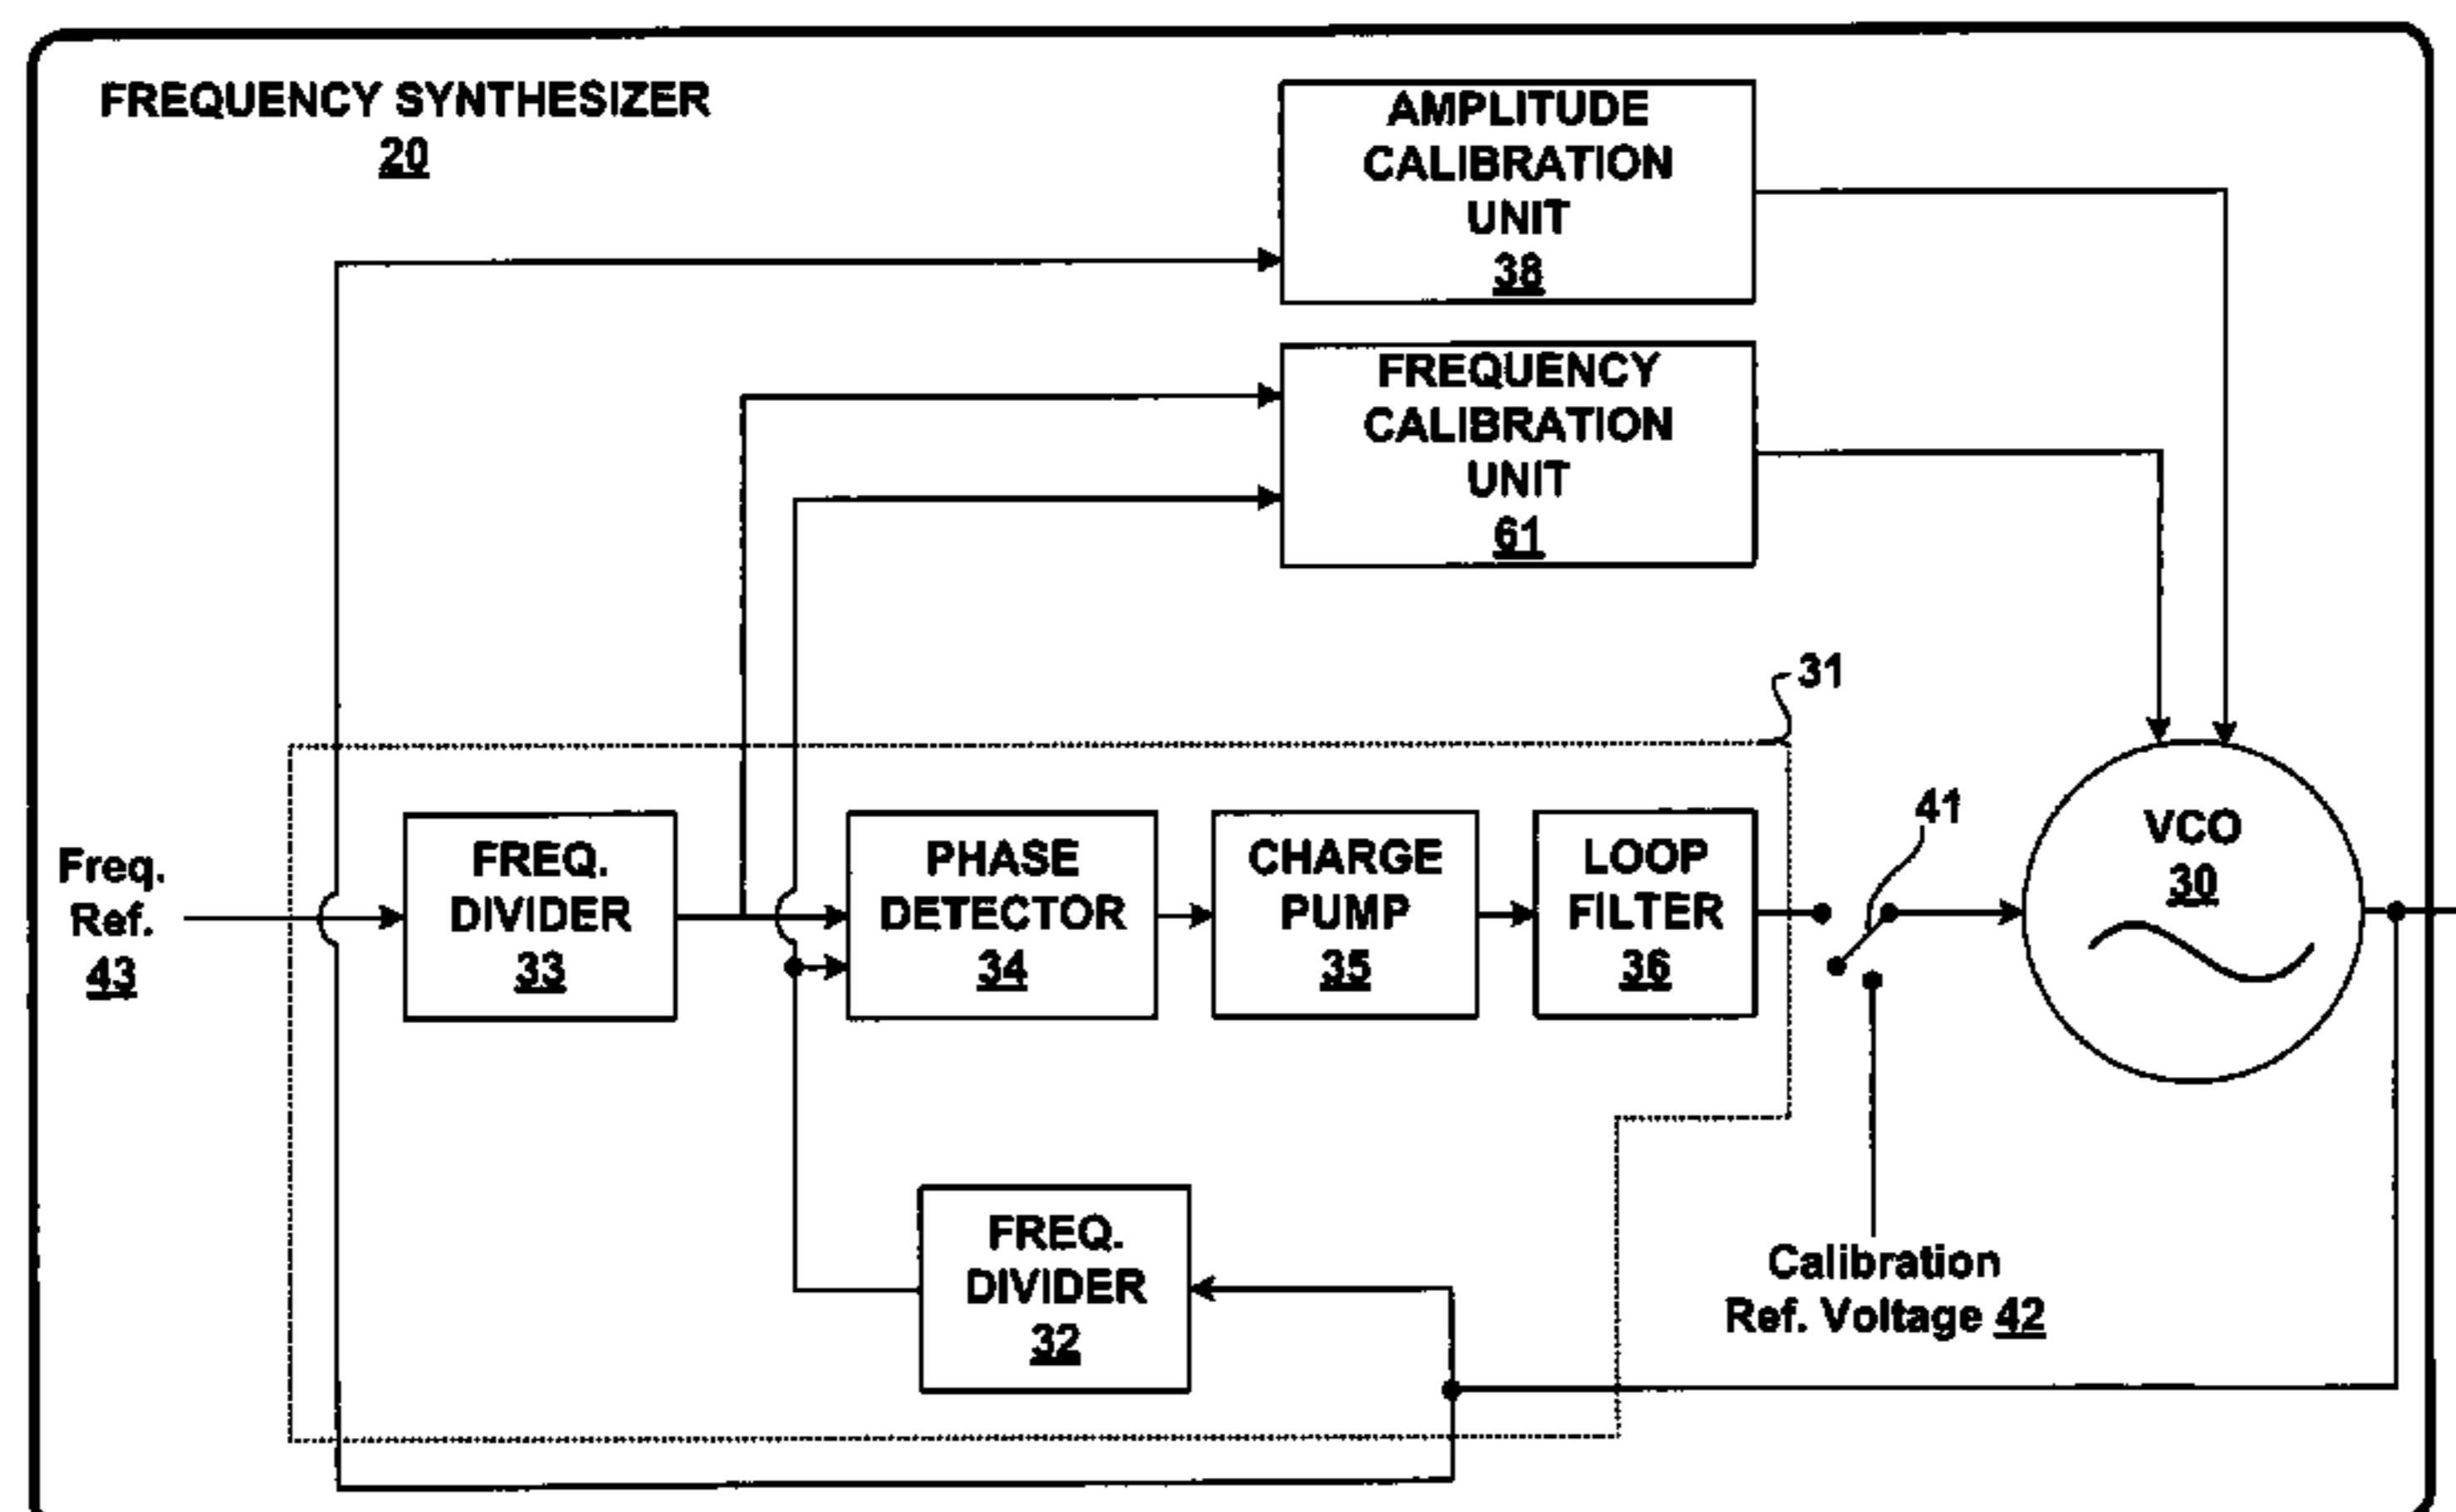 FREQUENCY SYNTHESIZER
20
AMPLITUDE
CALIBRATION
UNIT
38
FREQUENCY
CALIBRATION
UNIT
61
31
41
Freq.
Ref.
43
FREQ.
DIVIDER
33
PHASE
DETECTOR
34
CHARGE
PUMP
35
LOOP
FILTER
36
VCO
30
FREQ.
DIVIDER
32
Calibration
Ref. Voltage 42